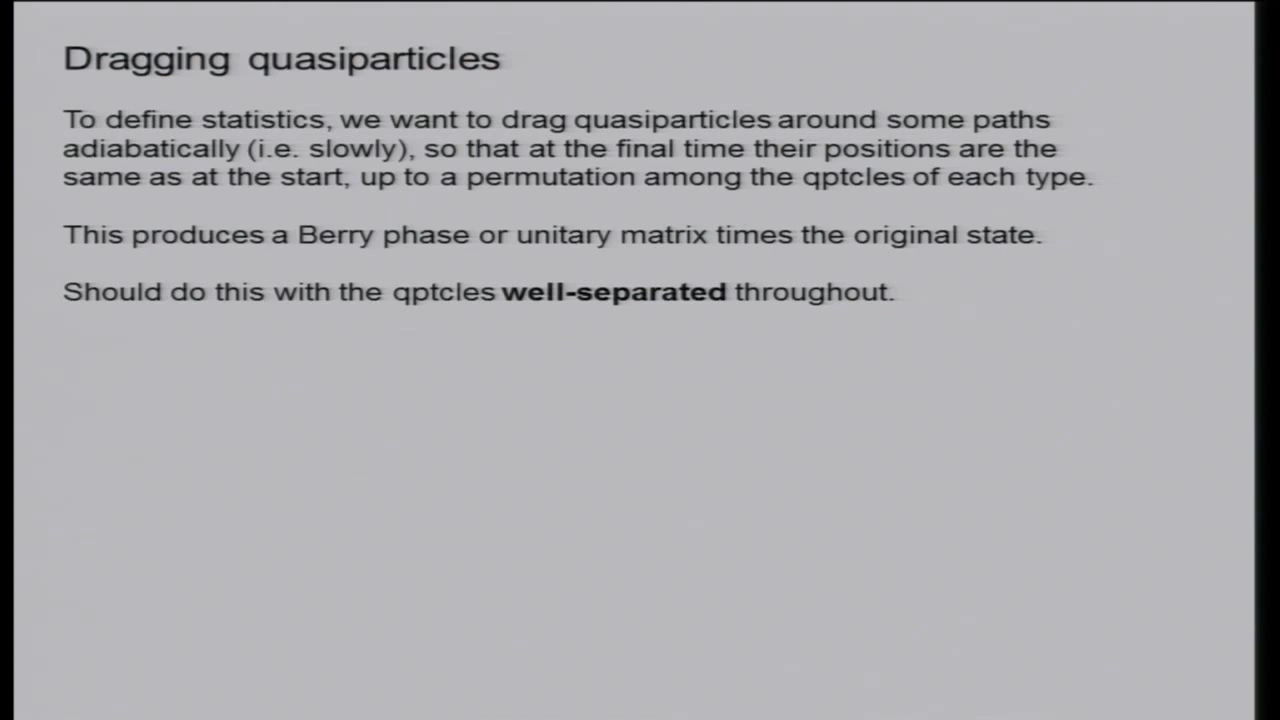 Dragging quasiparticles
To define statistics, we want to drag quasiparticles around some paths
adiabatically (i.e. slowly), so that at the final time their positions are the
same as at the start, up to a permutation among the qptcles of each type.
This produces a Berry phase or unitary matrix times the original state.
Should do this with the qptcles well-separated throughout.